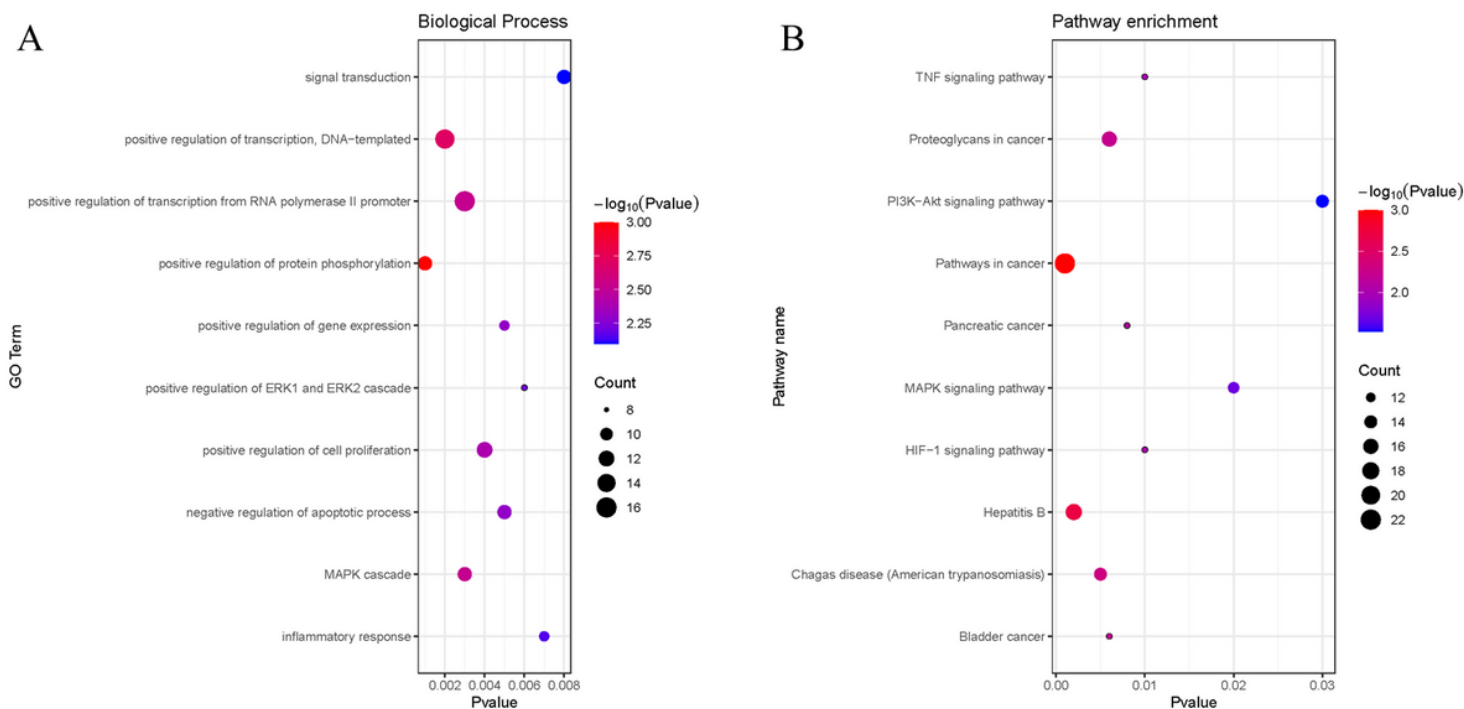 A
Biological Process
signal transduction
positive regulation of transcription, DNA−templated
positive regulation of transcription from RNA polymerase II promoter
positive regulation of protein phosphorylation
positive regulation of gene expression
positive regulation of ERK1 and ERK2 cascade
positive regulation of cell proliferation
negative regulation of apoptotic process
MAPK cascade
inflammatory response
GO Term
0.002 0.004 0.006 0.008
Pvalue
−log10(Pvalue)
3.00
2.75
2.50
2.25
Count
8
10
12
14
16
B
Pathway enrichment
TNF signaling pathway
Proteoglycans in cancer
PI3K−Akt signaling pathway
Pathways in cancer
Pancreatic cancer
MAPK signaling pathway
HIF−1 signaling pathway
Hepatitis B
Chagas disease (American trypanosomiasis)
Bladder cancer
Pathway name
0.00 0.01 0.02 0.03
Pvalue
−log10(Pvalue)
3.0
2.5
2.0
Count
12
14
16
18
20
22